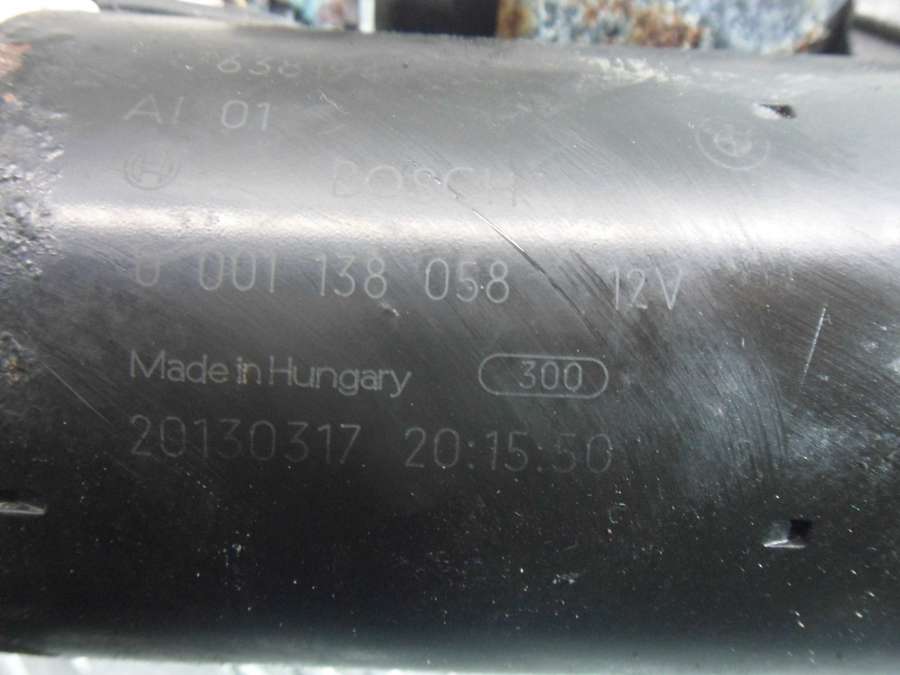 AI 01
BOSCH
0 001 138 058 12V
Made in Hungary 300
20130317 20:15:50